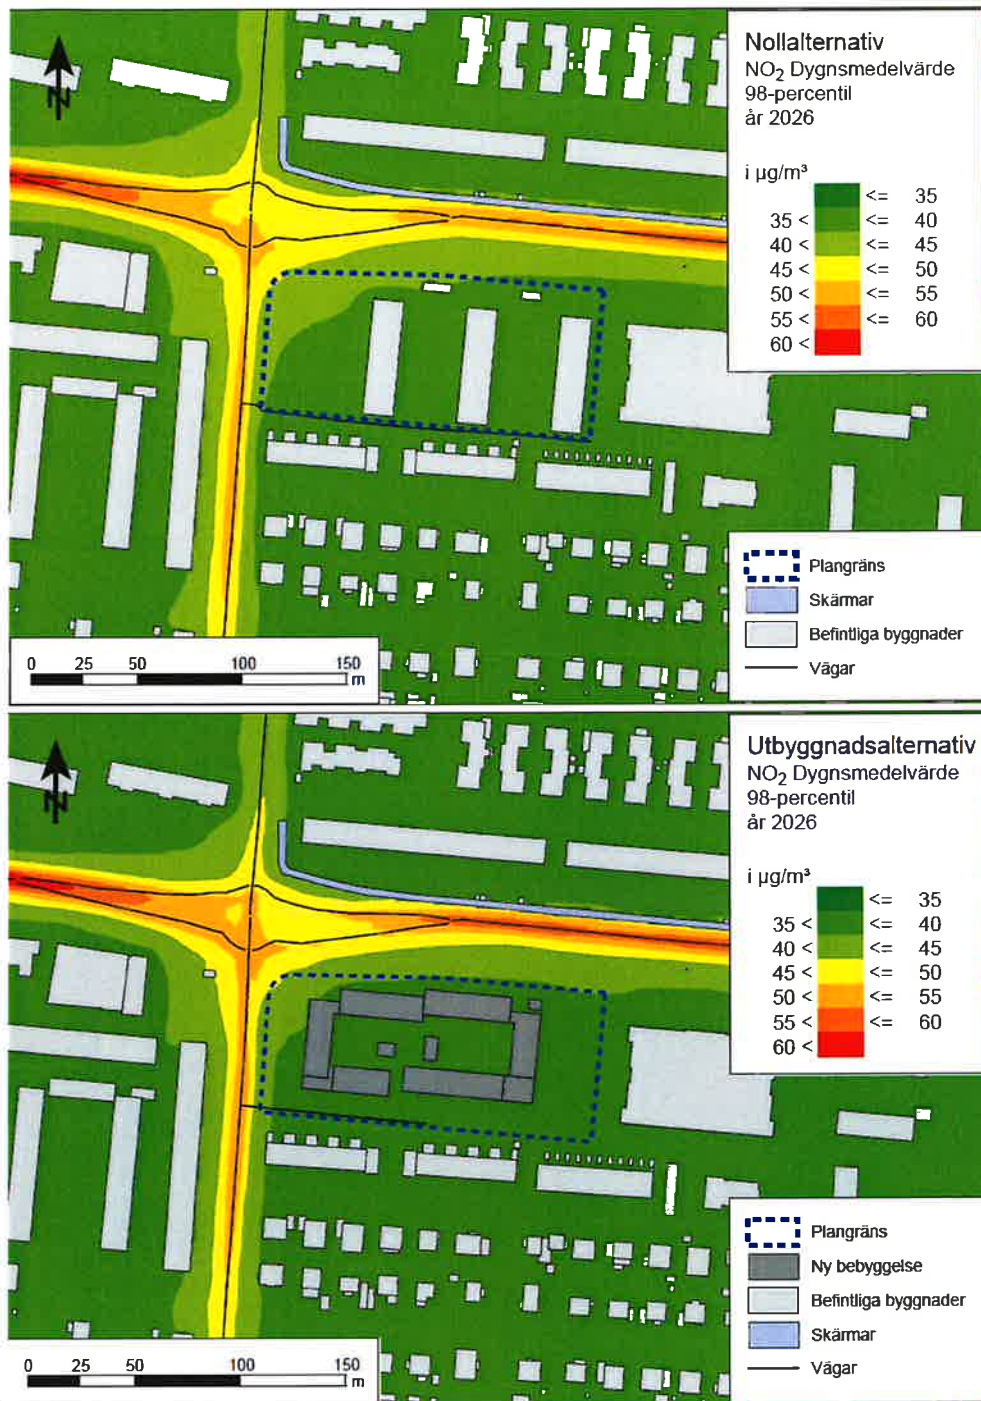 Nollalternativ
NO₂ Dygnsmedelvärde
98-percentil
år 2026
i µg/m³
<= 35
35 < <= 40
40 < <= 45
45 < <= 50
50 < <= 55
55 < <= 60
60 <
N
Plangräns
Skärmar
Befintliga byggnader
Vägar
0 25 50 100 150
m
Utbyggnadsalternativ
NO₂ Dygnsmedelvärde
98-percentil
år 2026
i µg/m³
<= 35
35 < <= 40
40 < <= 45
45 < <= 50
50 < <= 55
55 < <= 60
60 <
N
Plangräns
Ny bebyggelse
Befintliga byggnader
Skärmar
Vägar
0 25 50 100 150
m